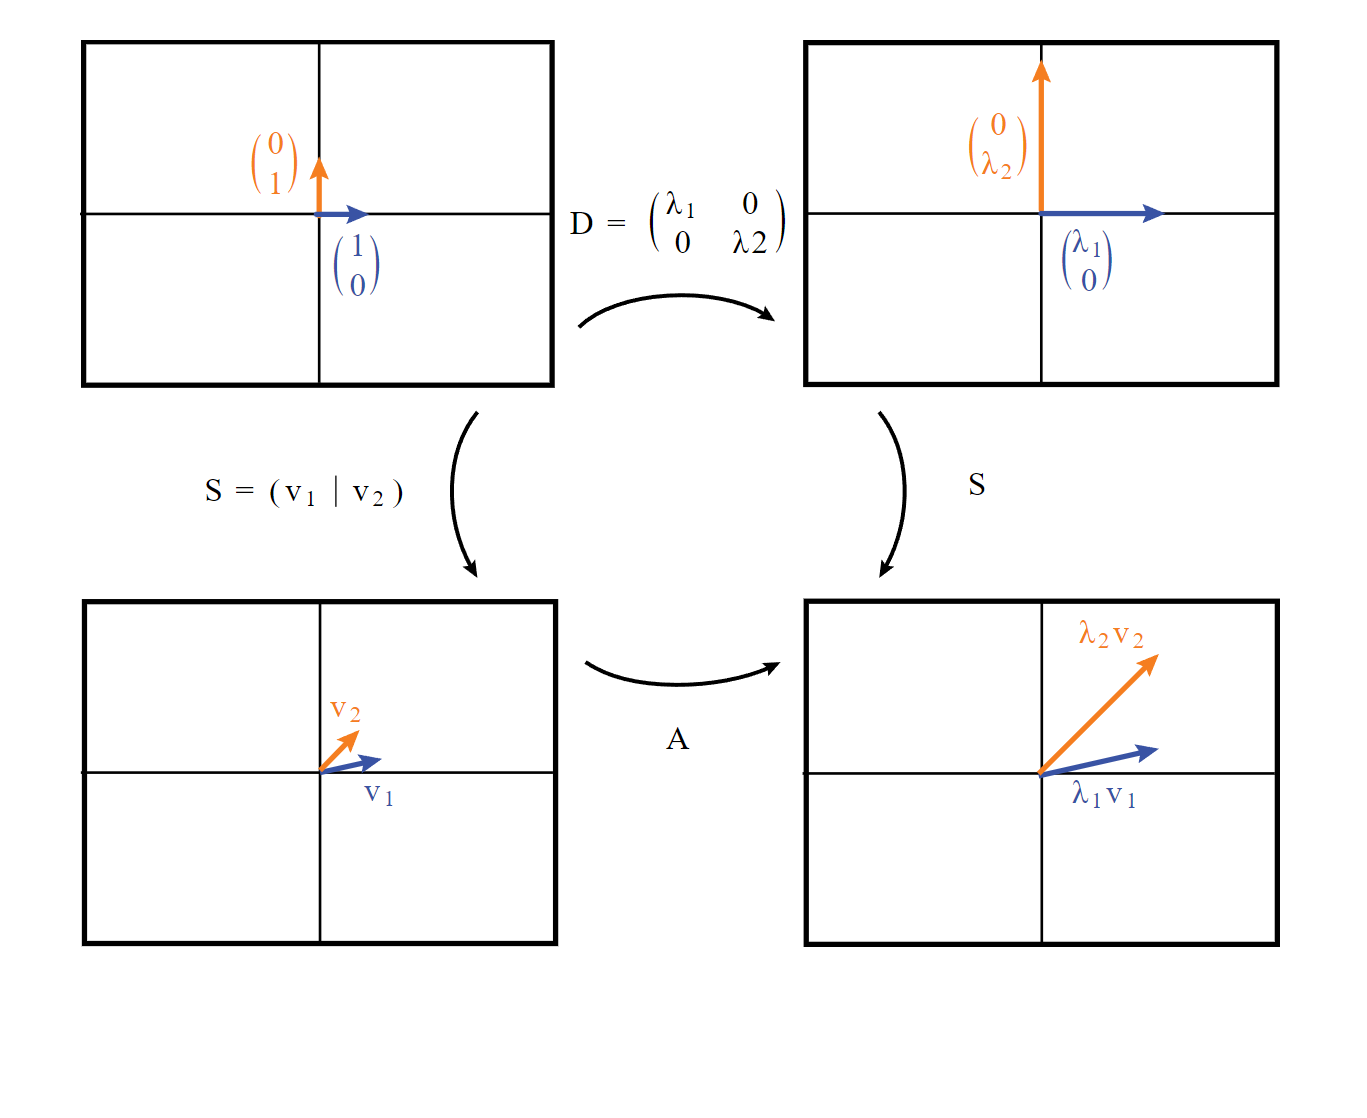 (0
1)
(1
0)
D = (λ₁ 0
0 λ2)
(0
λ₂)
(λ₁
0)
S = ( v₁ | v₂ )
S
v₂
v₁
A
λ₂v₂
λ₁v₁